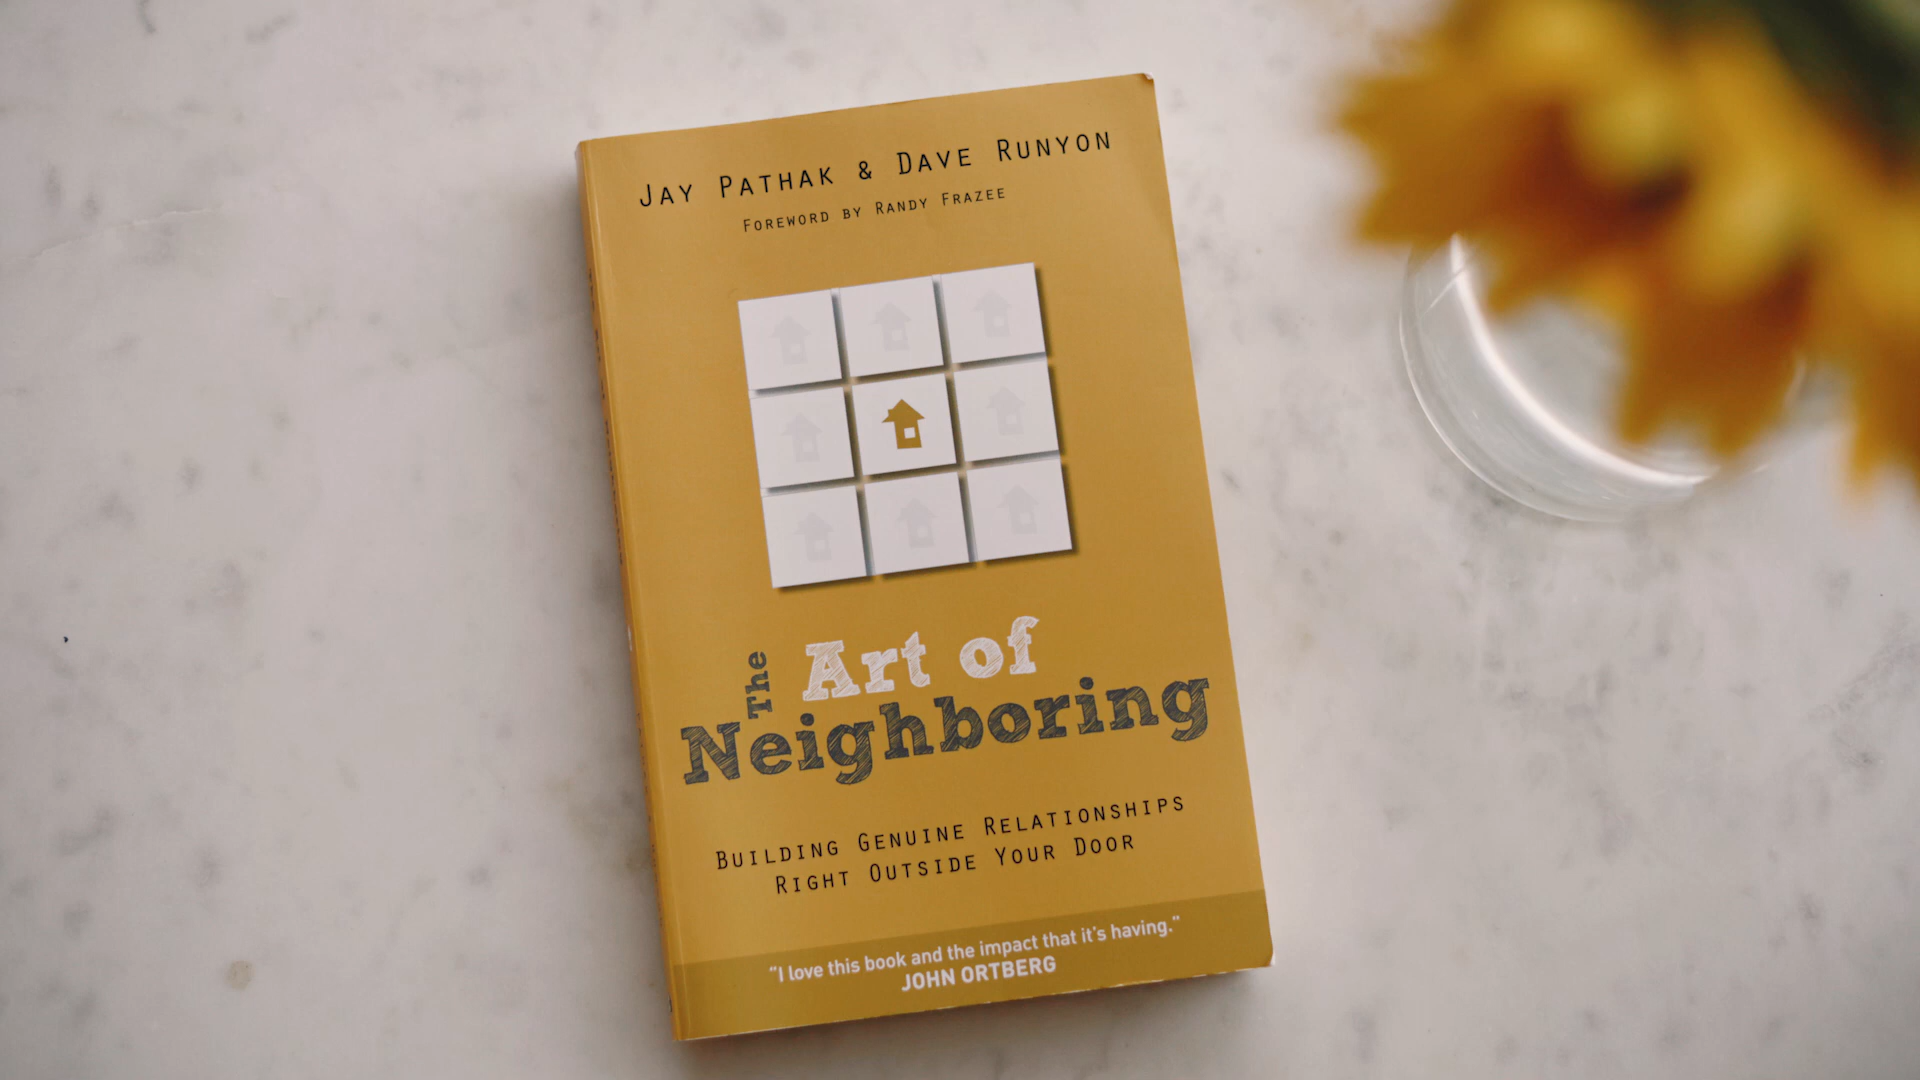 Jay Pathak & Dave Runyon
Foreword by Randy Frazee
The Art of
Neighboring
Building Genuine Relationships
Right Outside Your Door
“I love this book and the impact that it’s having.”
JOHN ORTBERG